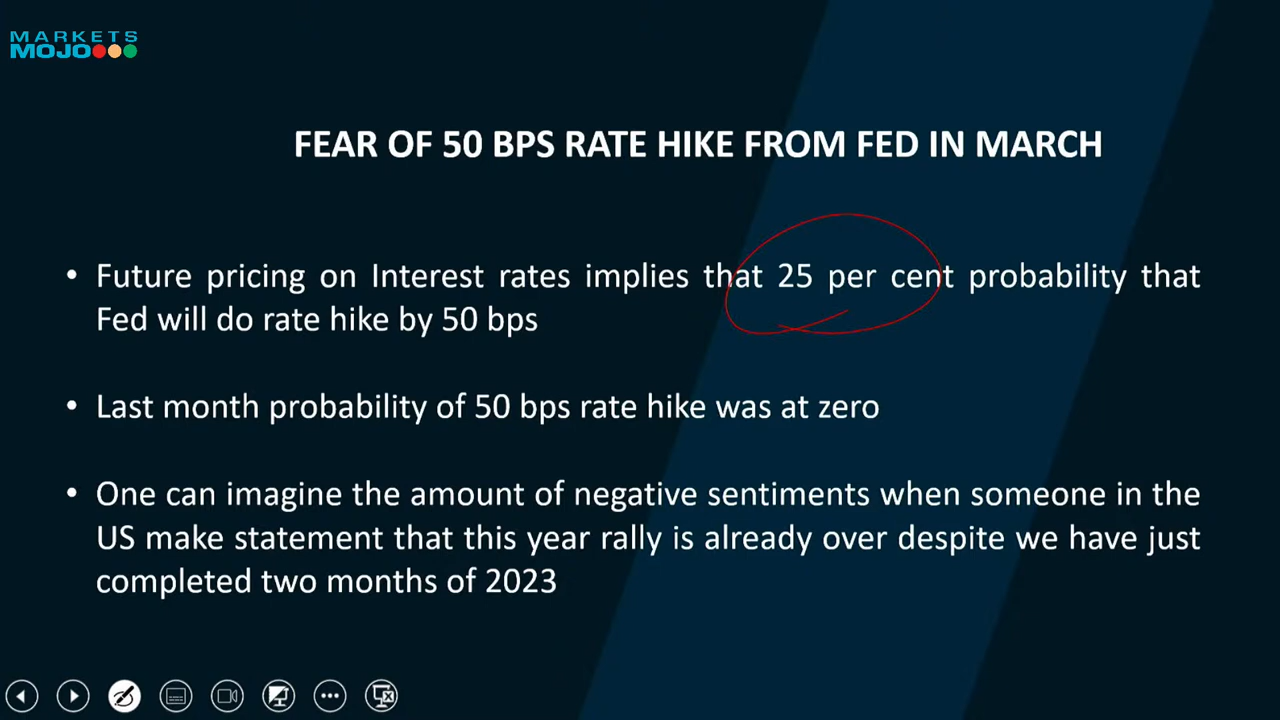 MARKETS
MOJO
FEAR OF 50 BPS RATE HIKE FROM FED IN MARCH
• Future pricing on Interest rates implies that 25 per cent probability that
Fed will do rate hike by 50 bps
• Last month probability of 50 bps rate hike was at zero
• One can imagine the amount of negative sentiments when someone in the
US make statement that this year rally is already over despite we have just
completed two months of 2023